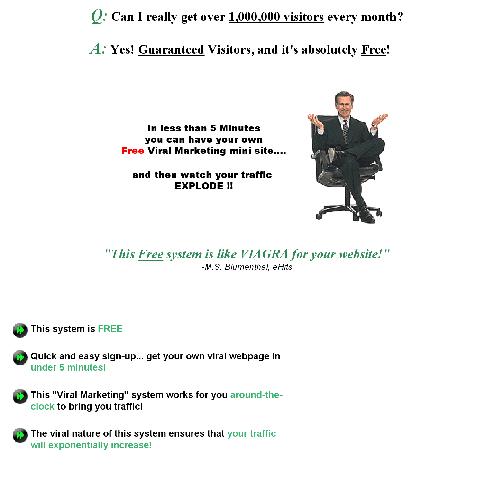 Q: Can I really get over 1,000,000 visitors every month?
A: Yes! Guaranteed Visitors, and it's absolutely Free!
In less than 5 Minutes
you can have your own
Free Viral Marketing mini site....
and then watch your traffic
EXPLODE !!
"This Free system is like VIAGRA for your website!"
-M.S. Blumenthal, eHits
This system is FREE
Quick and easy sign-up... get your own viral webpage in
under 5 minutes!
This "Viral Marketing" system works for you around-the-
clock to bring you traffic!
The viral nature of this system ensures that your traffic
will exponentially increase!